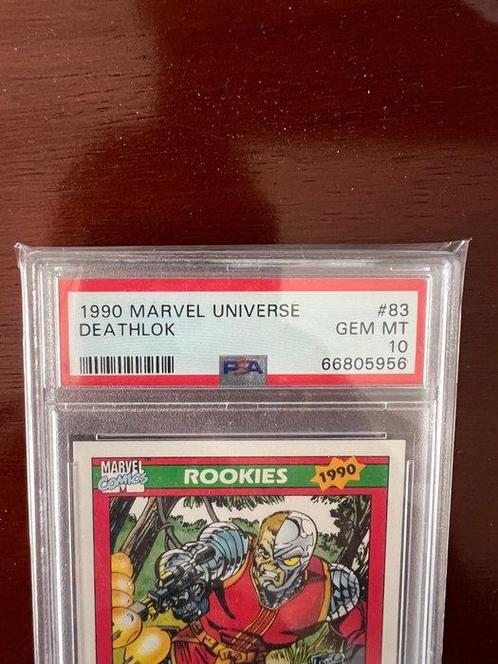 1990 MARVEL UNIVERSE #83
DEATHLOK GEM MT
10
PSA 66805956
MARVEL COMICS ROOKIES 1990